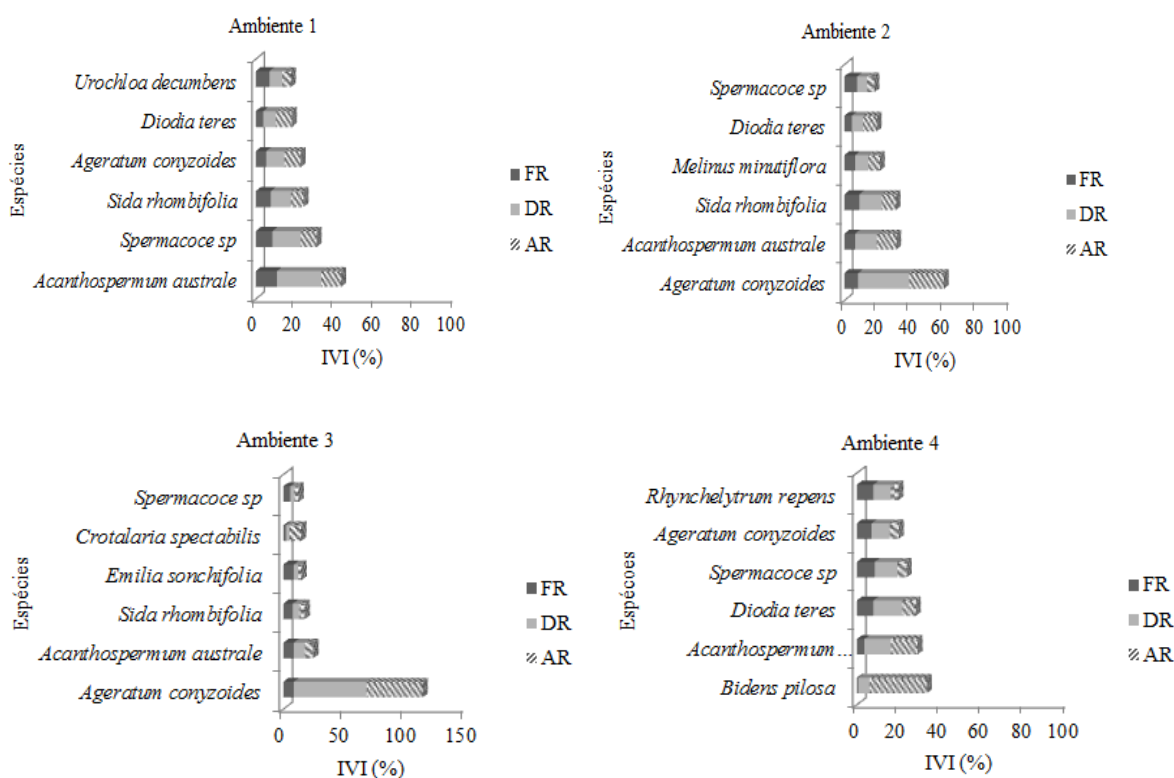 Ambiente 1
Espécies
Urochloa decumbens
Diodia teres
Ageratum conyzoides
Sida rhombifolia
Spermacoce sp
Acanthospermum australe
0 20 40 60 80 100
IVI (%)
FR
DR
AR
Ambiente 2
Espécies
Spermacoce sp
Diodia teres
Melinus minutiflora
Sida rhombifolia
Acanthospermum australe
Ageratum conyzoides
0 20 40 60 80 100
IVI (%)
FR
DR
AR
Ambiente 3
Espécies
Spermacoce sp
Crotalaria spectabilis
Emilia sonchifolia
Sida rhombifolia
Acanthospermum australe
Ageratum conyzoides
0 50 100 150
IVI (%)
FR
DR
AR
Ambiente 4
Espécoes
Rhynchelytrum repens
Ageratum conyzoides
Spermacoce sp
Diodia teres
Acanthospermum ...
Bidens pilosa
0 20 40 60 80 100
IVI (%)
FR
DR
AR